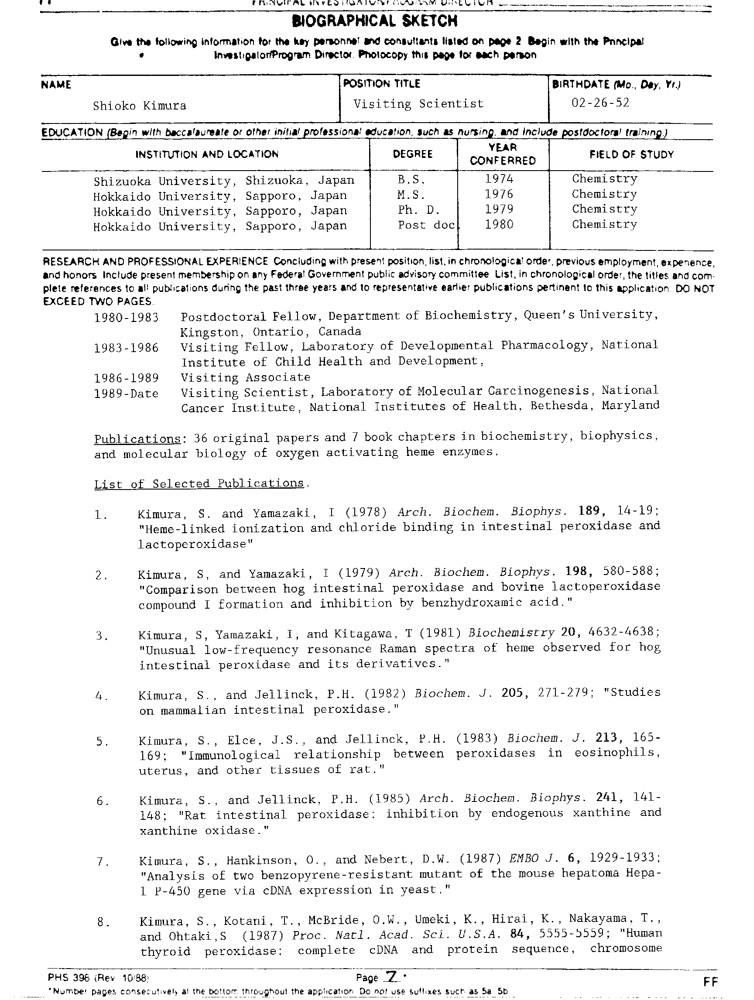 FF PRINCIPAL INVESTIGATOR/PROGRAM DIRECTOR
BIOGRAPHICAL SKETCH
Give the following information for the key personnel and consultants listed on page 2 Begin with the Principal
Investigator/Program Director. Photocopy this page for each person
NAME POSITION TITLE BIRTHDATE (Mo., Day, Yr.)
Shioko Kimura Visiting Scientist 02-26-52
EDUCATION (Begin with baccalaureate or other initial professional education, such as nursing, and include postdoctoral training.)
INSTITUTION AND LOCATION DEGREE YEAR CONFERRED FIELD OF STUDY
Shizuoka University, Shizuoka, Japan B.S. 1974 Chemistry
Hokkaido University, Sapporo, Japan M.S. 1976 Chemistry
Hokkaido University, Sapporo, Japan Ph. D. 1979 Chemistry
Hokkaido University, Sapporo, Japan Post doc 1980 Chemistry
RESEARCH AND PROFESSIONAL EXPERIENCE Concluding with present position, list, in chronological order, previous employment, experience,
and honors Include present membership on any Federal Government public advisory committee List, in chronological order, the titles and com-
plete references to all publications during the past three years and to representative earlier publications pertinent to this application DO NOT
EXCEED TWO PAGES
1980-1983 Postdoctoral Fellow, Department of Biochemistry, Queen's University,
Kingston, Ontario, Canada
1983-1986 Visiting Fellow, Laboratory of Developmental Pharmacology, National
Institute of Child Health and Development,
1986-1989 Visiting Associate
1989-Date Visiting Scientist, Laboratory of Molecular Carcinogenesis, National
Cancer Institute, National Institutes of Health, Bethesda, Maryland
Publications: 36 original papers and 7 book chapters in biochemistry, biophysics,
and molecular biology of oxygen activating heme enzymes.
List of Selected Publications.
1. Kimura, S. and Yamazaki, I (1978) Arch. Biochem. Biophys. 189, 14-19;
"Heme-linked ionization and chloride binding in intestinal peroxidase and
lactoperoxidase"
2. Kimura, S, and Yamazaki, I (1979) Arch. Biochem. Biophys. 198, 580-588;
"Comparison between hog intestinal peroxidase and bovine lactoperoxidase
compound I formation and inhibition by benzhydroxamic acid."
3. Kimura, S, Yamazaki, I, and Kitagawa, T (1981) Biochemistry 20, 4632-4638;
"Unusual low-frequency resonance Raman spectra of heme observed for hog
intestinal peroxidase and its derivatives."
4. Kimura, S., and Jellinck, P.H. (1982) Biochem. J. 205, 271-279; "Studies
on mammalian intestinal peroxidase."
5. Kimura, S., Elce, J.S., and Jellinck, P.H. (1983) Biochem. J. 213, 165-
169; "Immunological relationship between peroxidases in eosinophils,
uterus, and other tissues of rat."
6. Kimura, S., and Jellinck, P.H. (1985) Arch. Biochem. Biophys. 241, 141-
148; "Rat intestinal peroxidase: inhibition by endogenous xanthine and
xanthine oxidase."
7. Kimura, S., Hankinson, O., and Nebert, D.W. (1987) EMBO J. 6, 1929-1933;
"Analysis of two benzopyrene-resistant mutant of the mouse hepatoma Hepa-
1 P-450 gene via cDNA expression in yeast."
8. Kimura, S., Kotani, T., McBride, O.W., Umeki, K., Hirai, K., Nakayama, T.,
and Ohtaki,S (1987) Proc. Natl. Acad. Sci. U.S.A. 84, 5555-5559; "Human
thyroid peroxidase: complete cDNA and protein sequence, chromosome
PHS 398 (Rev 10/88) Page 7 * FF
*Number pages consecutively at the bottom throughout the application Do not use suffixes such as 5a 5b